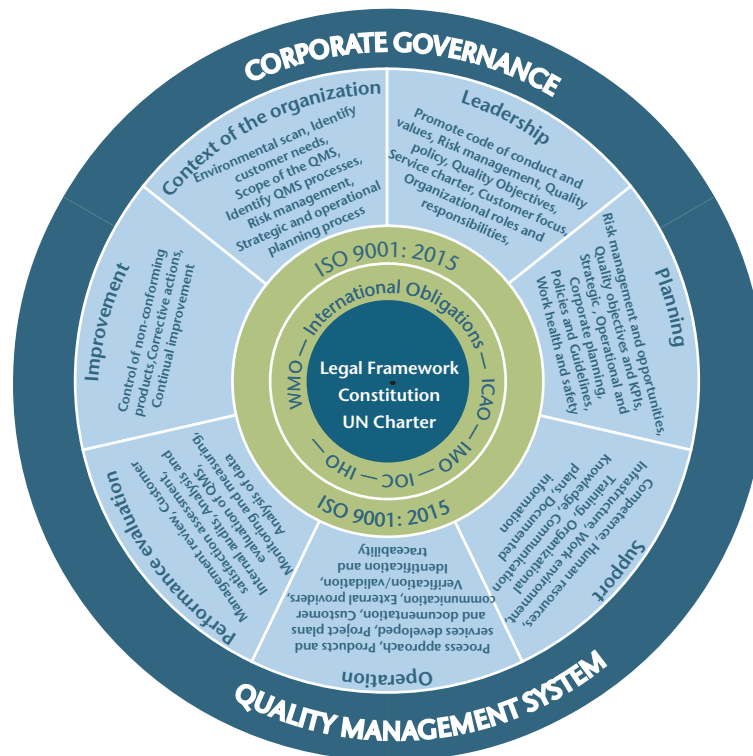 CORPORATE GOVERNANCE
Context of the organization
Environmental scan, Identify
customer needs,
Scope of the QMS,
Identify QMS processes,
Risk management,
Strategic and operational
planning process
Leadership
Promote code of conduct and
values, Risk management, Quality
policy, Quality Objectives,
Service charter, Customer focus,
Organizational roles and
responsibilities,
Planning
Risk management and opportunities,
Quality objectives and KPIs,
Strategic , Operational and
Corporate planning,
Policies and Guidelines,
Work health and safety
Support
Competence, Human resources,
Infrastructure, Work environment,
Training, Organizational
Knowledge, Communication
plans, Documented
information
Operation
Process approach, Products and
services developed, Project plans
and documentation, Customer
communication, External providers,
Verification/validation,
Identification and
traceability
Performance evaluation
Management review, Customer
satisfaction assessment,
Internal audits, Analysis and
evaluation of QMS,
Monitoring and measuring,
Analysis of data
Improvement
Control of non-conforming
products,Corrective actions,
Continual improvement
ISO 9001: 2015
International Obligations — ICAO — IMO — IOC — IHO — WMO —
Legal Framework
Constitution
UN Charter
ISO 9001: 2015
QUALITY MANAGEMENT SYSTEM